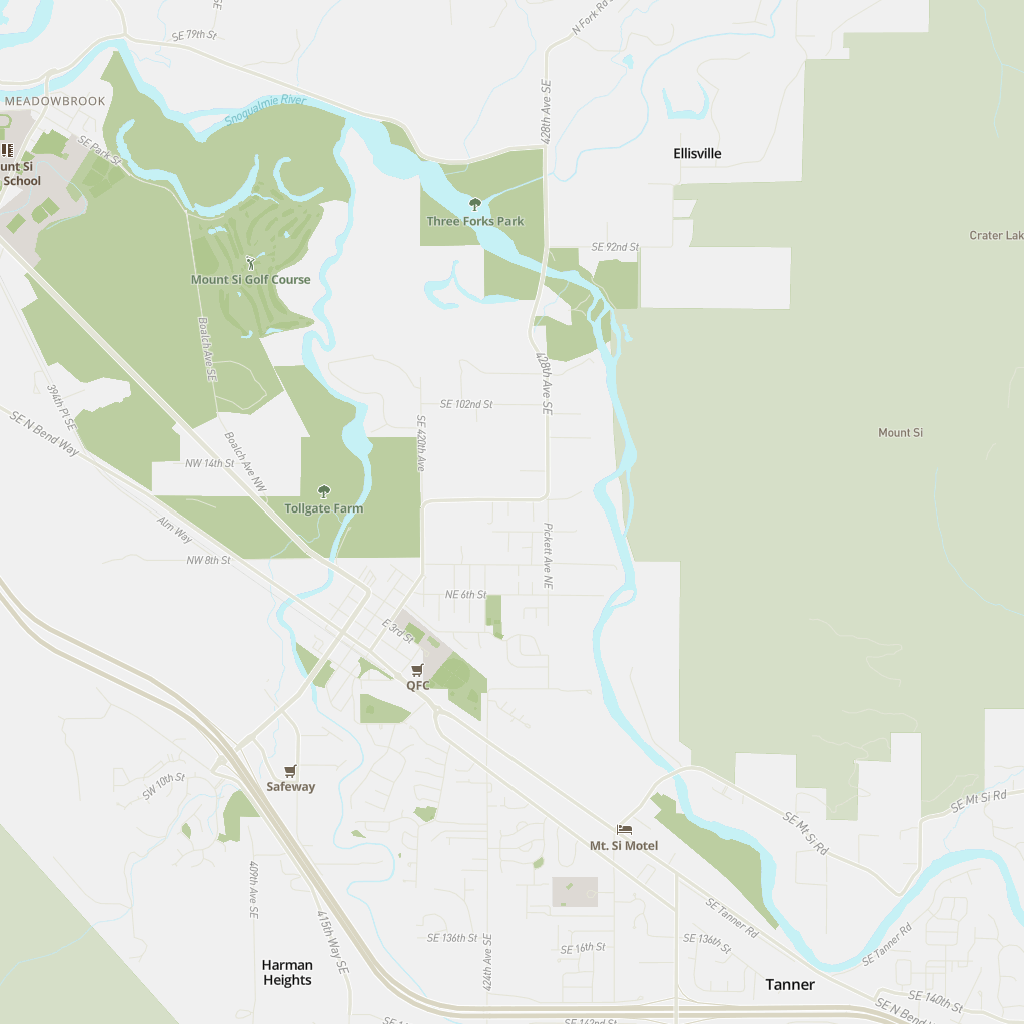 N Fork Rd
SE 79th St
MEADOWBROOK
Snoqualmie River
428th Ave SE
SE Park St
unt Si
School
Ellisville
Three Forks Park
Crater Lak
SE 92nd St
Mount Si Golf Course
Boalch Ave SE
428th Ave SE
394th Pl SE
SE 102nd St
SE N Bend Way
SE 420th Ave
Mount Si
Boalch Ave NW
NW 14th St
Tollgate Farm
Alm Way
Pickett Ave NE
NW 8th St
NE 6th St
E 3rd St
QFC
SW 10th St
Safeway
SE Mt Si Rd
SE Mt Si Rd
Mt. Si Motel
409th Ave SE
415th Way SE
SE Tanner Rd
SE Tanner Rd
SE 136th St
424th Ave SE
SE 16th St
SE 136th St
Harman
Heights
Tanner
SE 140th St
SE N Bend W
SE 142nd St